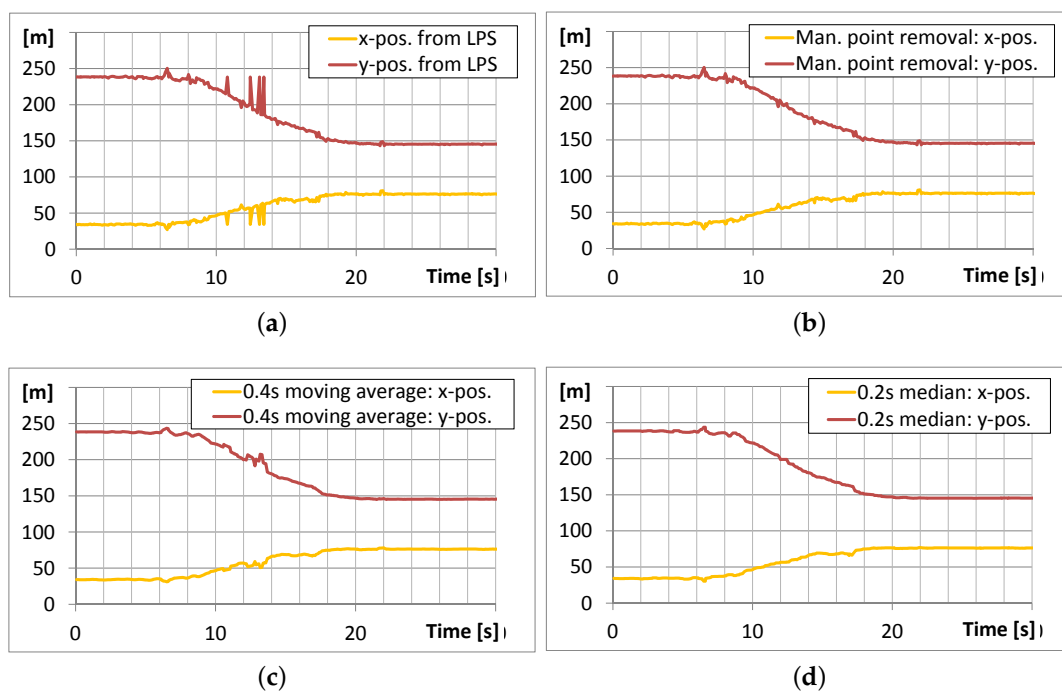 [m]
x-pos. from LPS
y-pos. from LPS
250
200
150
100
50
0
0 10 20
Time [s] )
(a)
[m]
Man. point removal: x-pos.
Man. point removal: y-pos.
250
200
150
100
50
0
0 10 20
Time [s] )
(b)
[m]
0.4s moving average: x-pos.
0.4s moving average: y-pos.
250
200
150
100
50
0
0 10 20
Time [s] )
(c)
[m]
0.2s median: x-pos.
0.2s median: y-pos.
250
200
150
100
50
0
0 10 20
Time [s] )
(d)